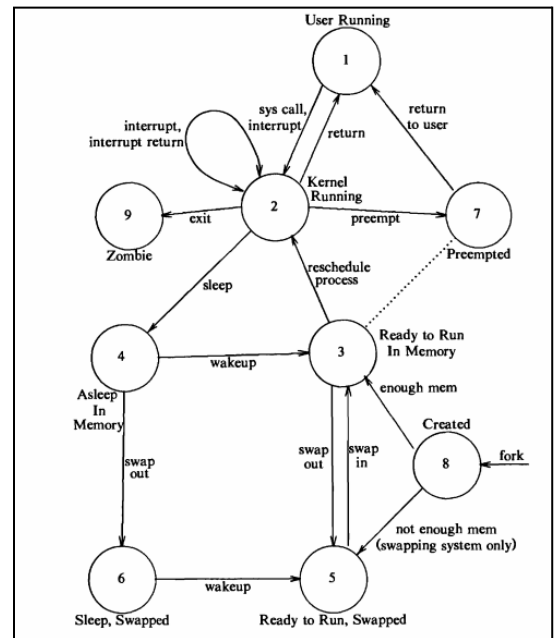 User Running
1
sys call,
interrupt
return
return
to user
interrupt,
interrupt return
Kernel
Running
2
7
9
exit
preempt
Zombie
Preempted
sleep
reschedule
process
4
wakeup
3
Ready to Run
In Memory
Asleep
In
Memory
enough mem
Created
swap
out
swap
out
swap
in
8
fork
not enough mem
(swapping system only)
6
wakeup
5
Sleep, Swapped
Ready to Run, Swapped